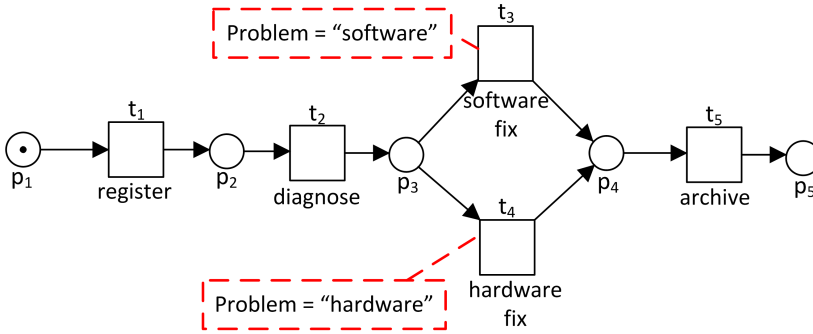 t₃
Problem = “software”
software
fix
t₁
t₂
t₅
p₁
register
p₂
diagnose
p₃
p₄
archive
p₅
t₄
Problem = “hardware”
hardware
fix